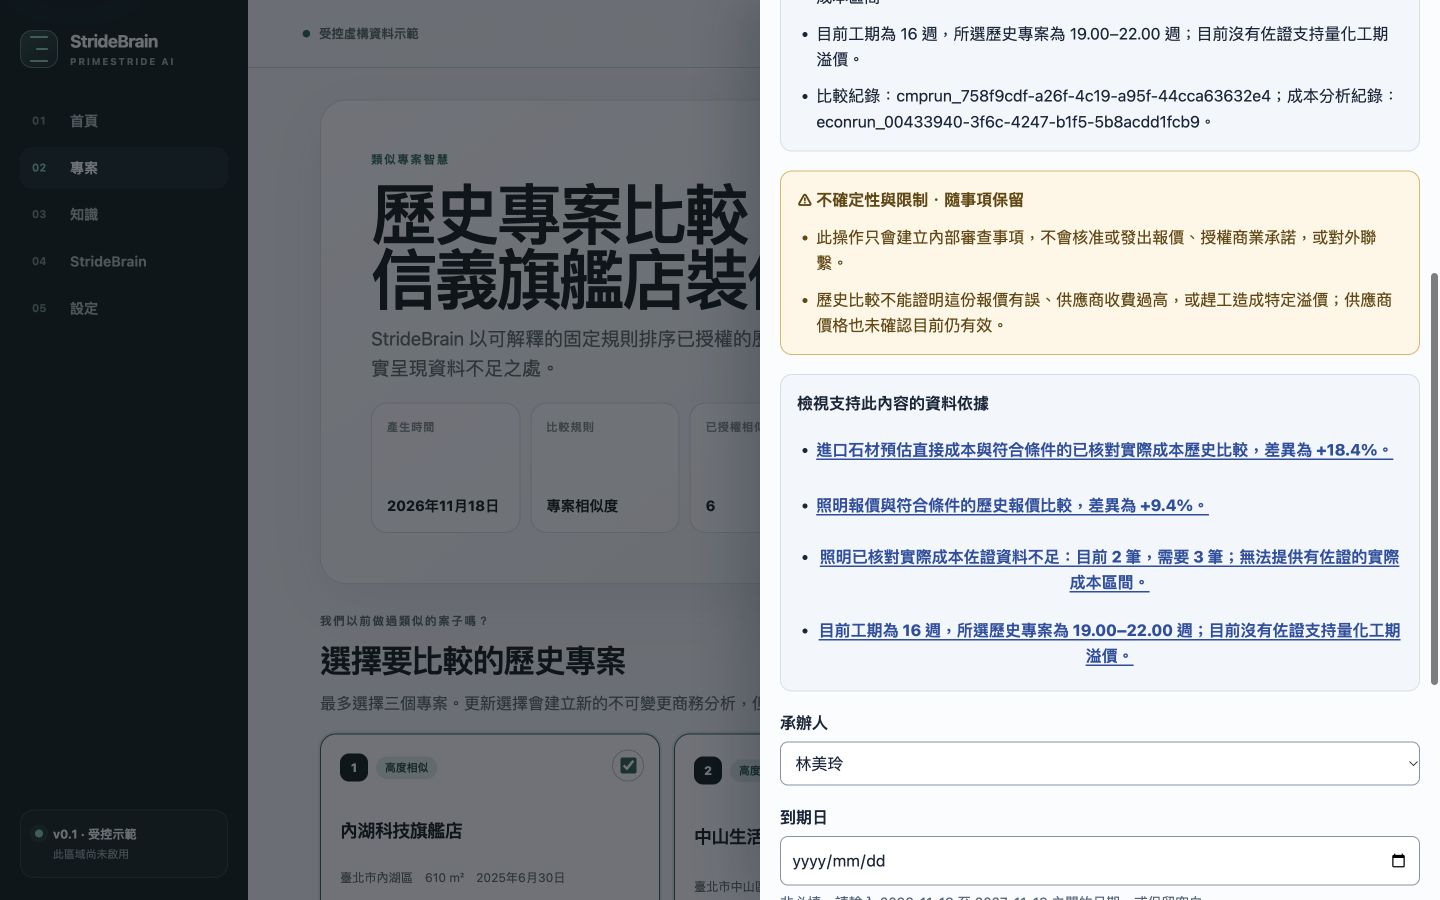 StrideBrain
PRIMESTRIDE AI
01 首頁
02 專案
03 知識
04 StrideBrain
05 設定
v0.1 · 受控示範
此區域尚未啟用
受控虛構資料示範
類似專案智慧
歷史專案比較
信義旗艦店裝
StrideBrain 以可解釋的固定規則排序已授權的
實呈現資料不足之處。
產生時間
2026年11月18日
比較規則
專案相似度
已授權相
6
我們以前做過類似的案子嗎？
選擇要比較的歷史專案
最多選擇三個專案。更新選擇會建立新的不可變更商務分析，
1 高度相似
內湖科技旗艦店
臺北市內湖區 610 m² 2025年6月30日
2 高度
中山生活
臺北市中山
成本區間
• 目前工期為 16 週，所選歷史專案為 19.00–22.00 週；目前沒有佐證支持量化工期
溢價。
• 比較紀錄：cmprun_758f9cdf-a26f-4c19-a95f-44cca63632e4；成本分析紀錄：
econrun_00433940-3f6c-4247-b1f5-5b8acdd1fcb9。
⚠ 不確定性與限制 · 隨事項保留
• 此操作只會建立內部審查事項，不會核准或發出報價、授權商業承諾，或對外聯
繫。
• 歷史比較不能證明這份報價有誤、供應商收費過高，或趕工造成特定溢價；供應商
價格也未確認目前仍有效。
檢視支持此內容的資料依據
• 進口石材預估直接成本與符合條件的已核對實際成本歷史比較，差異為 +18.4%。
• 照明報價與符合條件的歷史報價比較，差異為 +9.4%。
• 照明已核對實際成本佐證資料不足：目前 2 筆，需要 3 筆；無法提供有佐證的實際
成本區間。
• 目前工期為 16 週，所選歷史專案為 19.00–22.00 週；目前沒有佐證支持量化工期
溢價。
承辦人
林美玲
到期日
yyyy/mm/dd